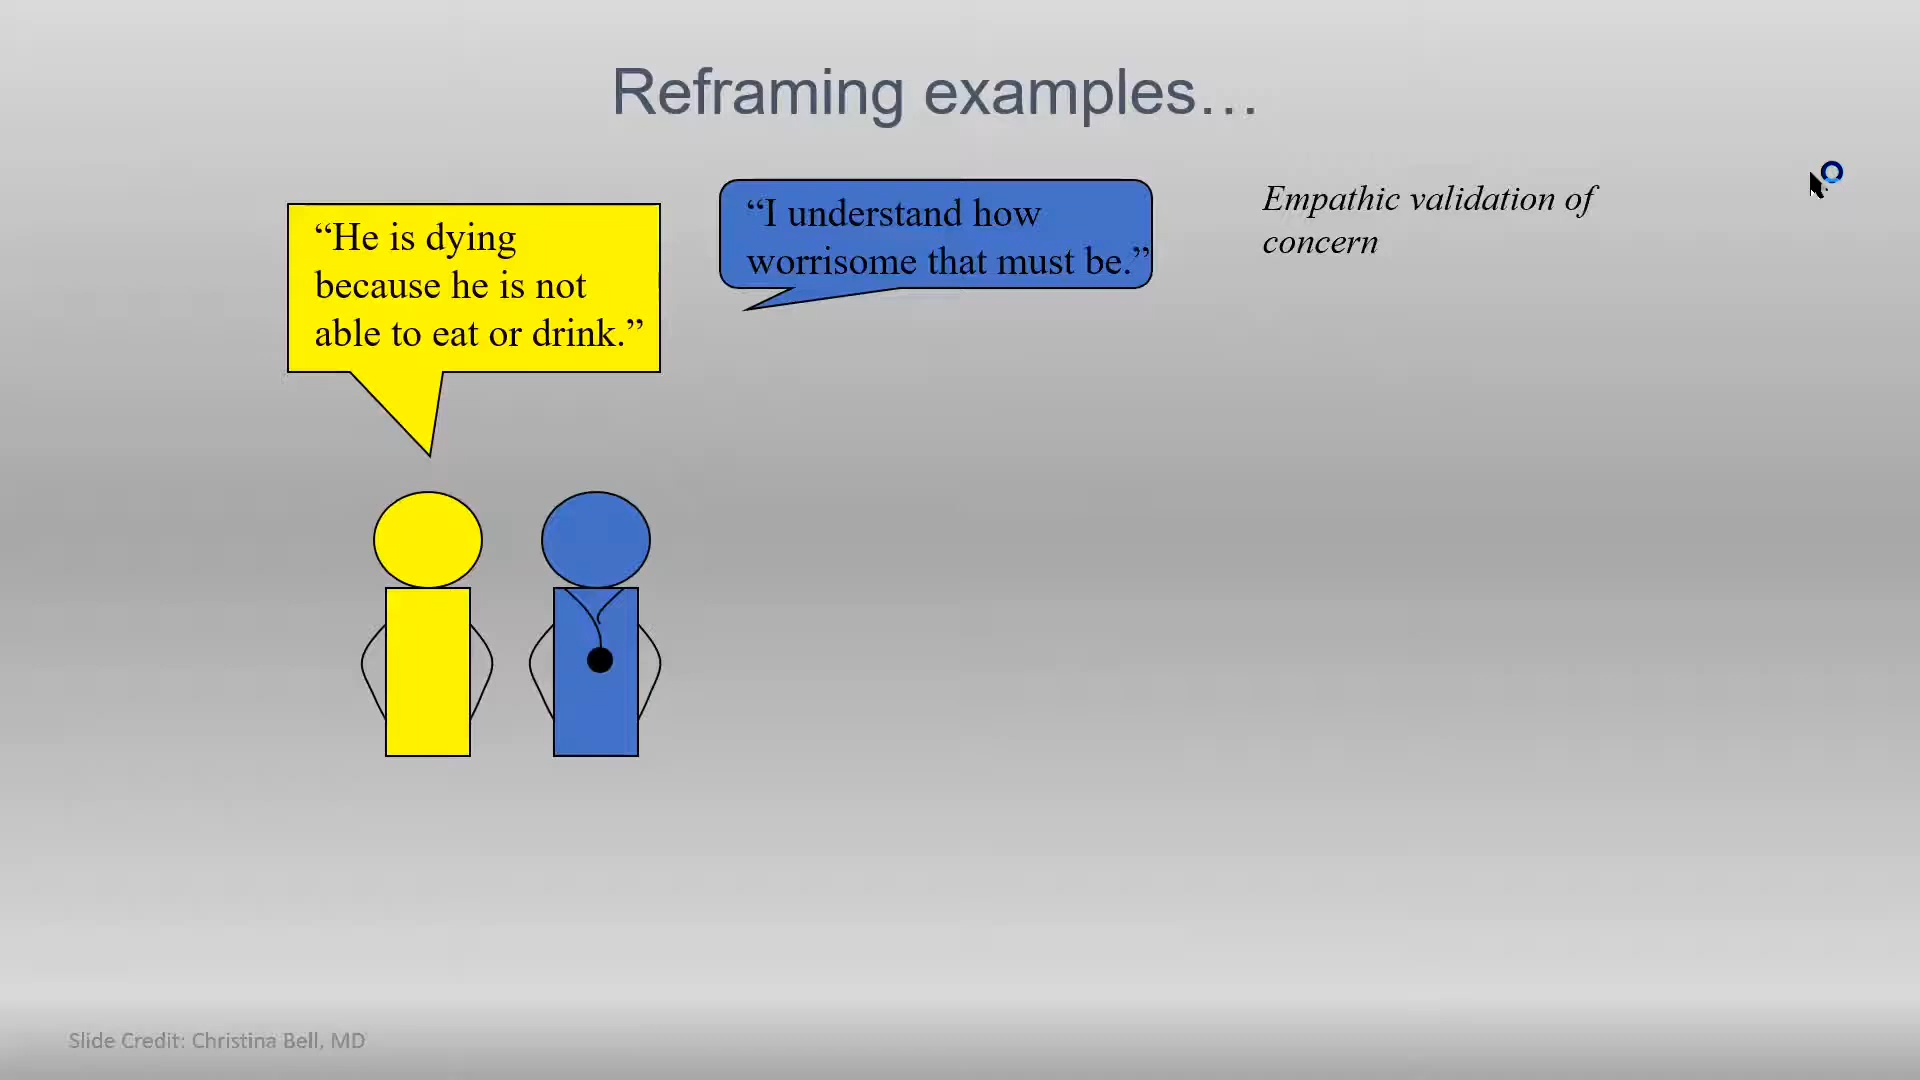 Reframing examples…
“He is dying
because he is not
able to eat or drink.”
“I understand how
worrisome that must be.”
Empathic validation of
concern
Slide Credit: Christina Bell, MD